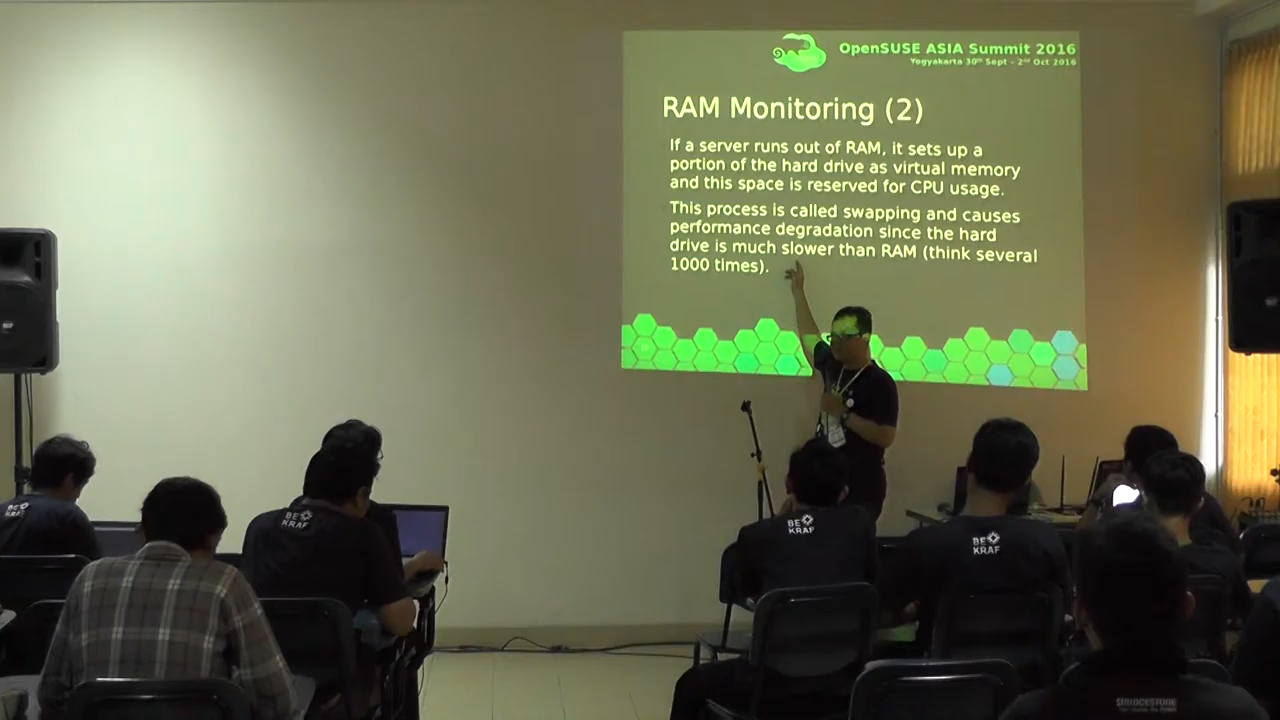 OpenSUSE ASIA Summit 2016
Yogyakarta 30th Sept - 2nd Oct 2016
RAM Monitoring (2)
If a server runs out of RAM, it sets up a
portion of the hard drive as virtual memory
and this space is reserved for CPU usage.
This process is called swapping and causes
performance degradation since the hard
drive is much slower than RAM (think several
1000 times).
BE
KRAF
BE
KRAF
BE
KRAF
BE
KRAF
BRIDGESTONE